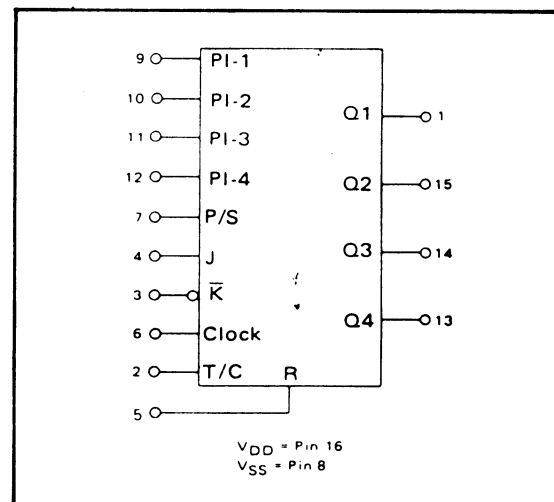 9 PI-1
10 PI-2
11 PI-3
12 PI-4
7 P/S
4 J
3 K̅
6 Clock
2 T/C
5 R
Q1 1
Q2 15
Q3 14
Q4 13
VDD = Pin 16
VSS = Pin 8